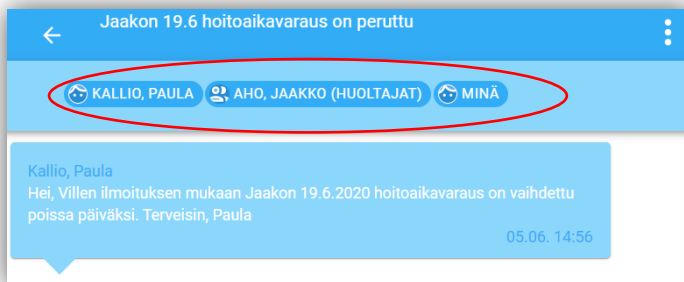 Jaakon 19.6 hoitoaikavaraus on peruttu
KALLIO, PAULA AHO, JAAKKO (HUOLTAJAT) MINÄ
Kallio, Paula
Hei, Villen ilmoituksen mukaan Jaakon 19.6.2020 hoitoaikavaraus on vaihdettu
poissa päiväksi. Terveisin, Paula
05.06. 14:56